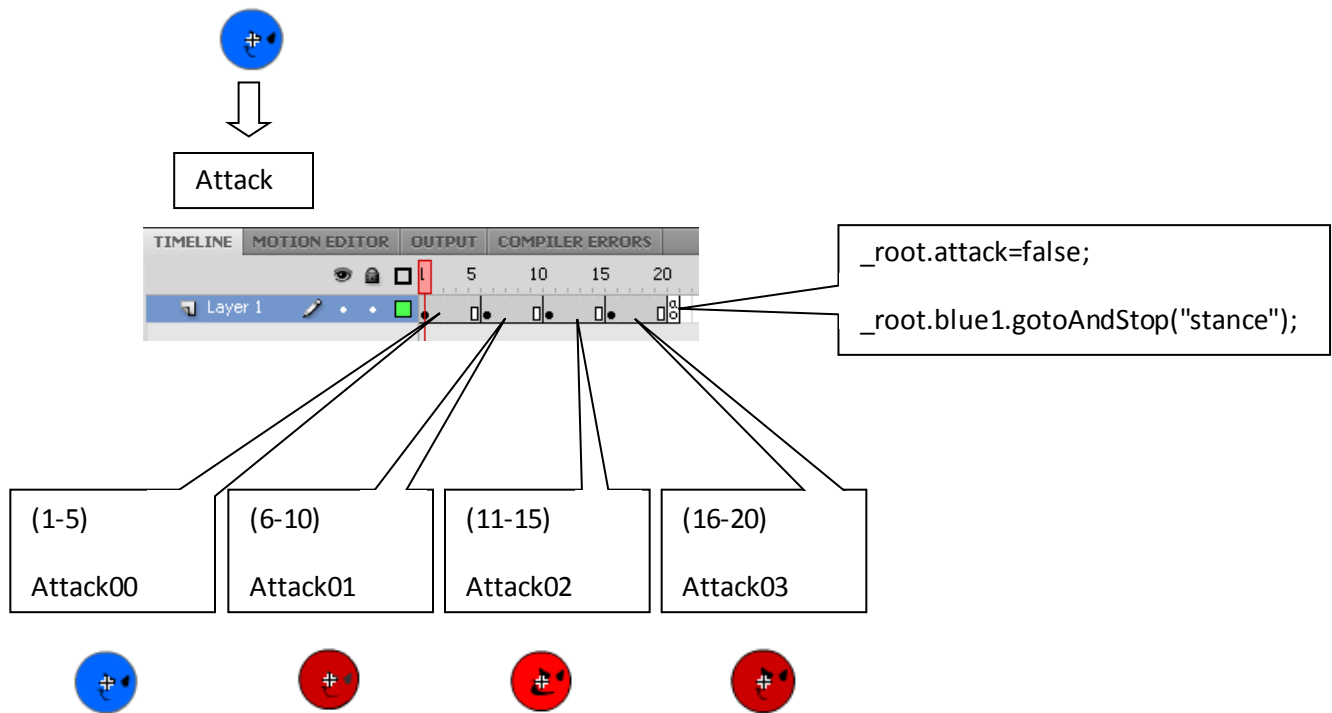 Attack
TIMELINE MOTION EDITOR OUTPUT COMPILER ERRORS
1 5 10 15 20
Layer 1
a
_root.attack=false;
_root.blue1.gotoAndStop("stance");
(1-5)
Attack00
(6-10)
Attack01
(11-15)
Attack02
(16-20)
Attack03